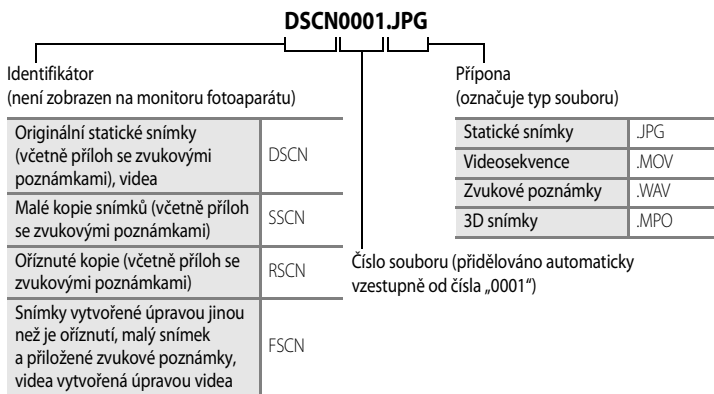 DSCN0001.JPG
Identifikátor
(není zobrazen na monitoru fotoaparátu)
Originální statické snímky
(včetně příloh se zvukovými
poznámkami), videa
DSCN
Malé kopie snímků (včetně příloh
se zvukovými poznámkami)
SSCN
Oříznuté kopie (včetně příloh se
zvukovými poznámkami)
RSCN
Snímky vytvořené úpravou jinou
než je oříznutí, malý snímek
a přiložené zvukové poznámky,
videa vytvořená úpravou videa
FSCN
Přípona
(označuje typ souboru)
Statické snímky .JPG
Videosekvence .MOV
Zvukové poznámky .WAV
3D snímky .MPO
Číslo souboru (přidělováno automaticky
vzestupně od čísla „0001“)